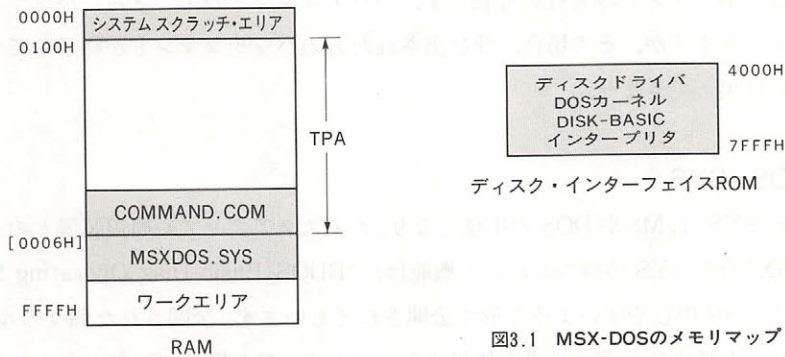 0000H
システムスクラッチ・エリア
0100H
TPA
COMMAND.COM
[0006H]
MSXDOS.SYS
ワークエリア
FFFFH
RAM
4000H
ディスクドライバ
DOSカーネル
DISK-BASIC
インタープリタ
7FFFH
ディスク・インターフェイスROM
図3.1 MSX-DOSのメモリマップ